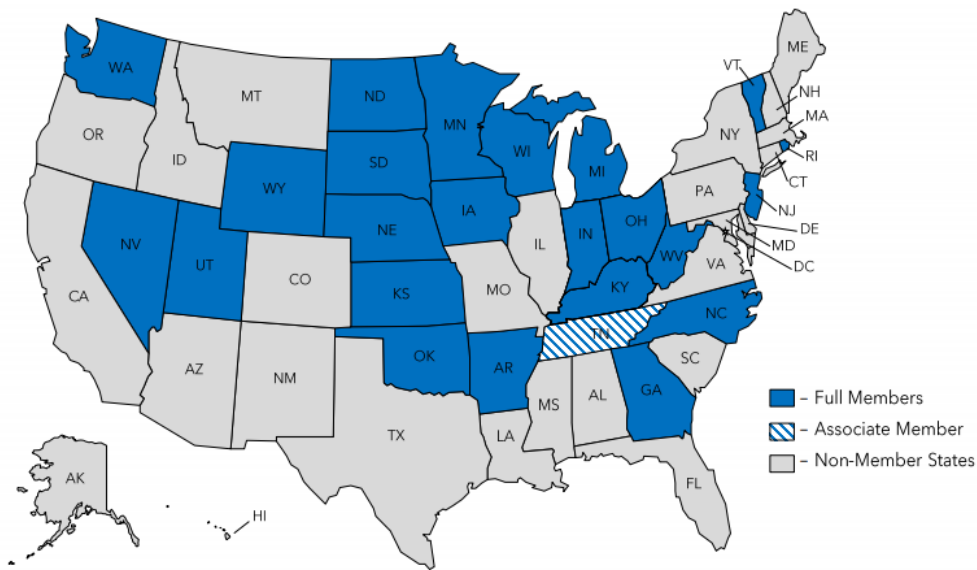 WA
MT
ND
MN
OR
ID
SD
WY
WI
MI
VT
ME
NH
MA
NY
RI
CT
PA
NJ
IA
NE
NV
UT
CO
IL
IN
OH
WV
VA
DE
MD
DC
CA
KS
MO
KY
NC
AZ
NM
OK
AR
TN
SC
TX
LA
MS
AL
GA
FL
AK
HI
– Full Members
– Associate Member
– Non-Member States